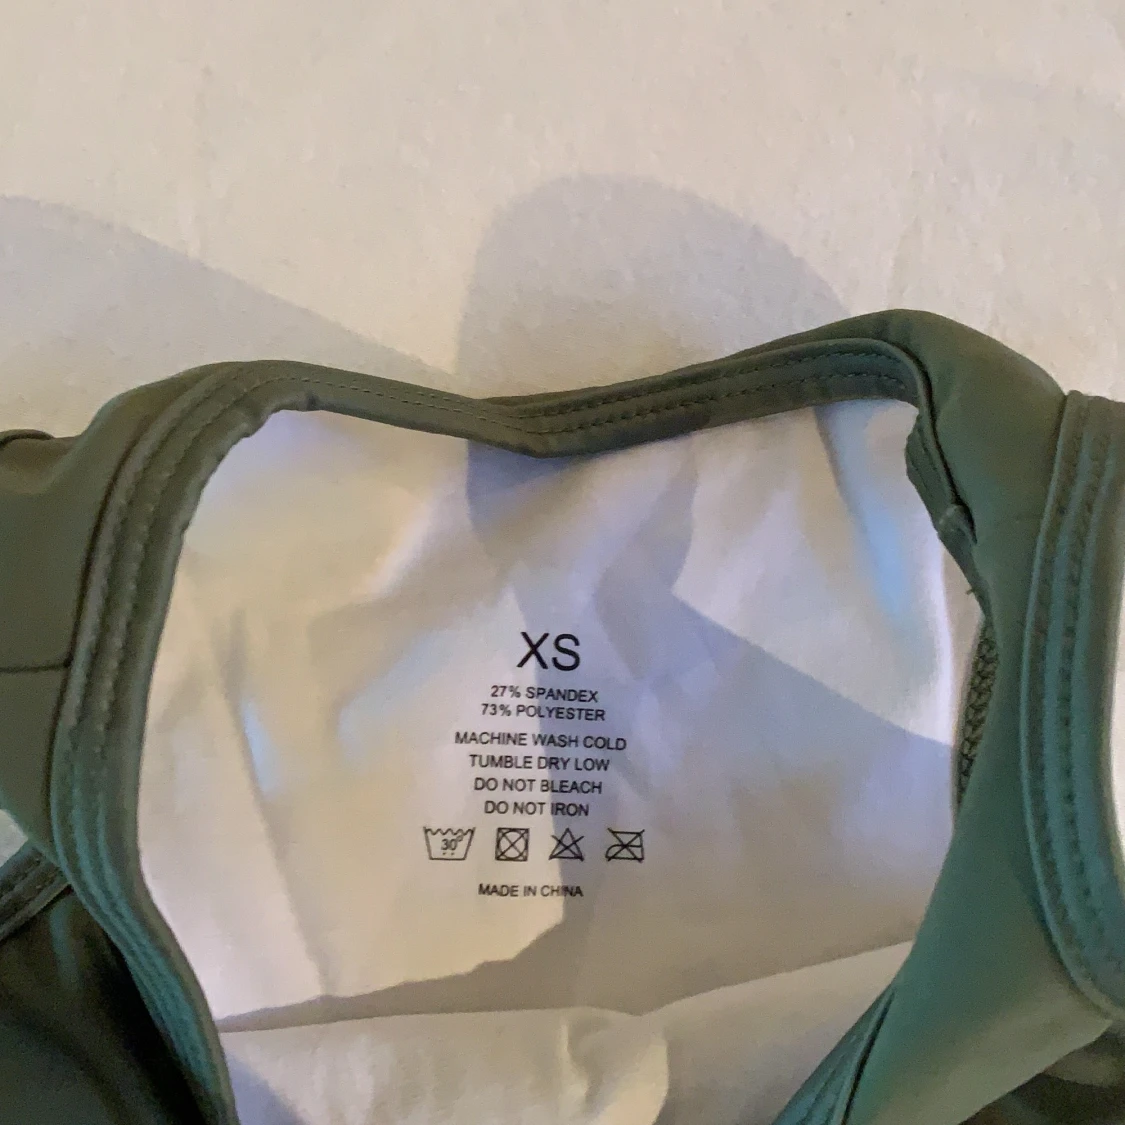 XS
27% SPANDEX
73% POLYESTER
MACHINE WASH COLD
TUMBLE DRY LOW
DO NOT BLEACH
DO NOT IRON
30°
MADE IN CHINA